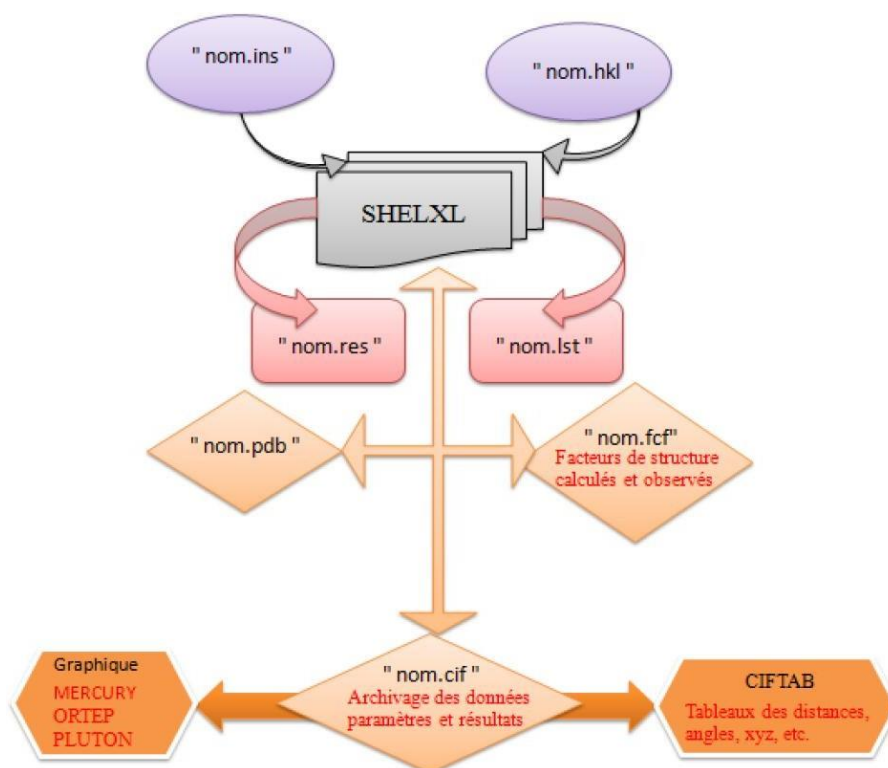 " nom.ins "
" nom.hkl "
SHELXL
" nom.res "
" nom.lst "
" nom.pdb "
" nom.fcf"
Facteurs de structure
calculés et observés
Graphique
MERCURY
ORTEP
PLUTON
" nom.cif "
Archivage des données
paramètres et résultats
CIFTAB
Tableaux des distances,
angles, xyz, etc.